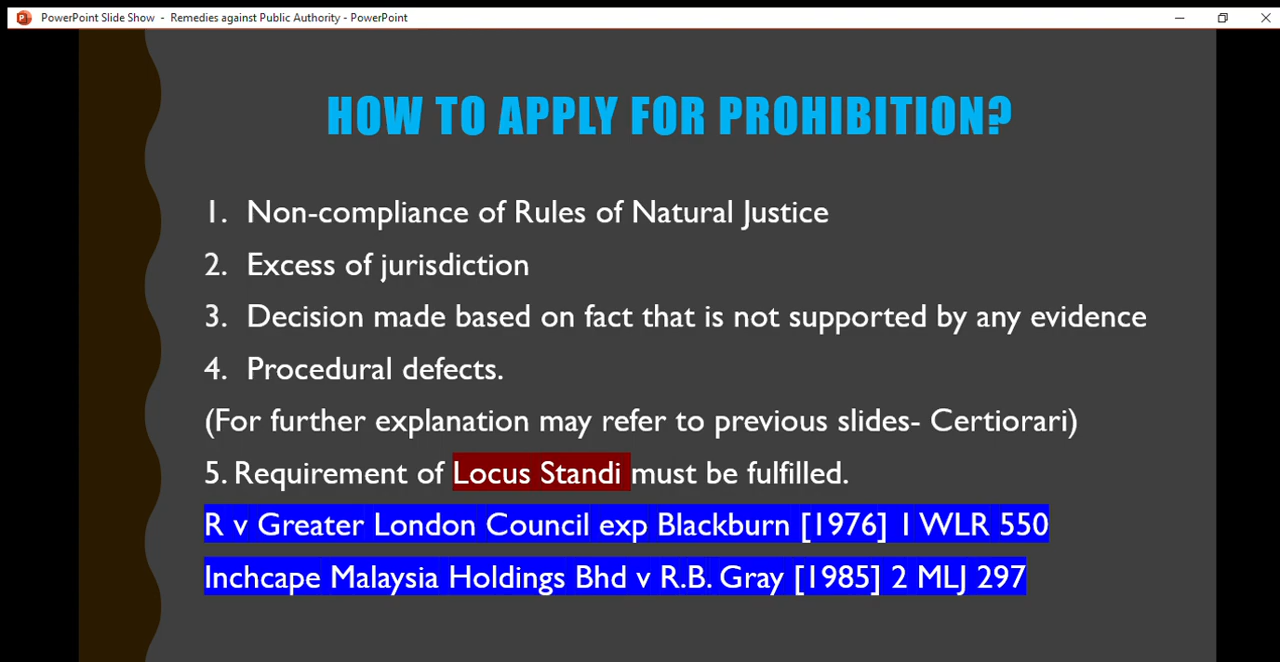 PowerPoint Slide Show - Remedies against Public Authority - PowerPoint
HOW TO APPLY FOR PROHIBITION?
1. Non-compliance of Rules of Natural Justice
2. Excess of jurisdiction
3. Decision made based on fact that is not supported by any evidence
4. Procedural defects.
(For further explanation may refer to previous slides- Certiorari)
5. Requirement of Locus Standi must be fulfilled.
R v Greater London Council exp Blackburn [1976] 1 WLR 550
Inchcape Malaysia Holdings Bhd v R.B. Gray [1985] 2 MLJ 297